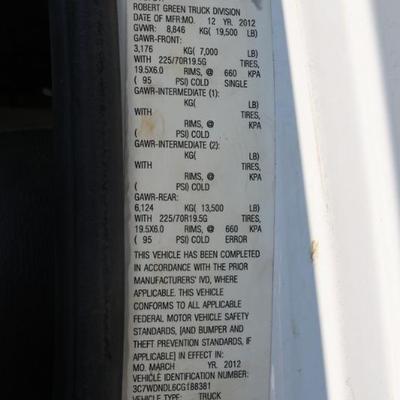 ROBERT GREEN TRUCK DIVISION
DATE OF MFR:MO. 12 YR. 2012
GVWR: 8,846 KG( 19,500 LB)
GAWR-FRONT:
3,176 KG( 7,000 LB)
WITH 225/70R19.5G TIRES,
19.5X6.0 RIMS, @ 660 KPA
( 95 PSI) COLD SINGLE
GAWR-INTERMEDIATE (1):
KG( LB)
WITH TIRES,
RIMS, @ KPA
( PSI) COLD
GAWR-INTERMEDIATE (2):
KG( LB)
WITH TIRES,
RIMS, @ KPA
( PSI) COLD
GAWR-REAR:
6,124 KG( 13,500 LB)
WITH 225/70R19.5G TIRES,
19.5X6.0 RIMS, @ 660 KPA
( 95 PSI) COLD ERROR
THIS VEHICLE HAS BEEN COMPLETED
IN ACCORDANCE WITH THE PRIOR
MANUFACTURERS' IVD, WHERE
APPLICABLE. THIS VEHICLE
CONFORMS TO ALL APPLICABLE
FEDERAL MOTOR VEHICLE SAFETY
STANDARDS, [AND BUMPER AND
THEFT PREVENTION STANDARDS, IF
APPLICABLE] IN EFFECT IN:
MO. MARCH YR. 2012
VEHICLE IDENTIFICATION NUMBER:
3C7WDNDL6CG188381
VEHICLE TYPE: TRUCK